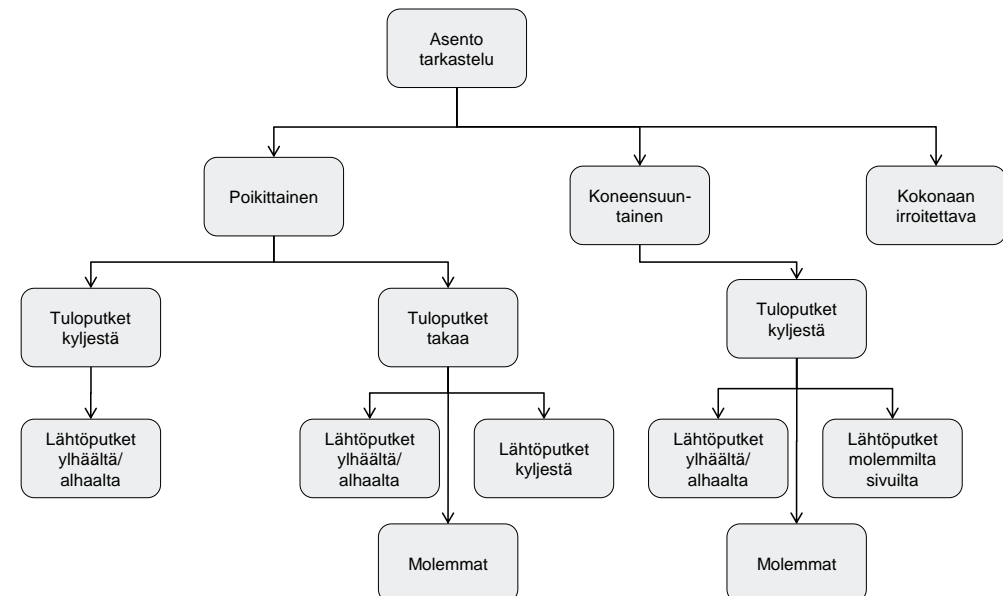 Asento
tarkastelu
Poikittainen
Koneensuun-
tainen
Kokonaan
irroitettava
Tuloputket
kyljestä
Tuloputket
takaa
Tuloputket
kyljestä
Lähtöputket
ylhäältä/
alhaalta
Lähtöputket
ylhäältä/
alhaalta
Lähtöputket
kyljestä
Lähtöputket
ylhäältä/
alhaalta
Lähtöputket
molemmilta
sivuilta
Molemmat
Molemmat